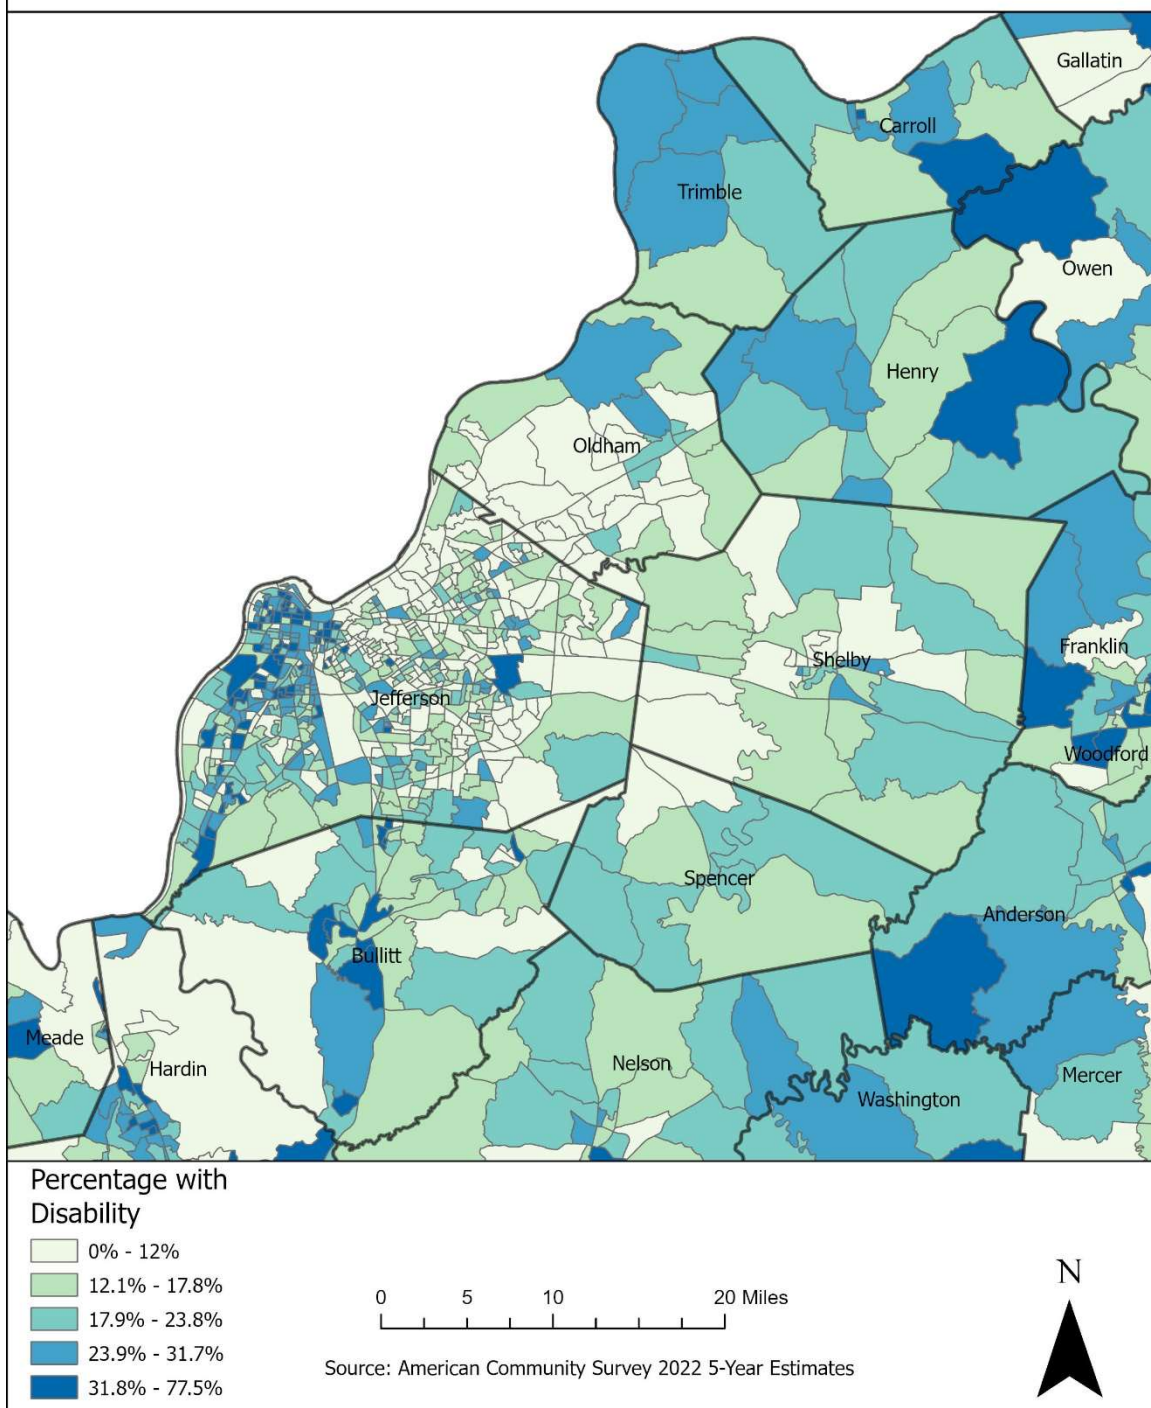 Gallatin
Carroll
Trimble
Owen
Henry
Oldham
Franklin
Shelby
Jefferson
Woodford
Spencer
Anderson
Bullitt
Meade
Hardin
Nelson
Mercer
Washington
Percentage with
Disability
0% - 12%
12.1% - 17.8%
17.9% - 23.8%
23.9% - 31.7%
31.8% - 77.5%
0 5 10 20 Miles
Source: American Community Survey 2022 5-Year Estimates
N